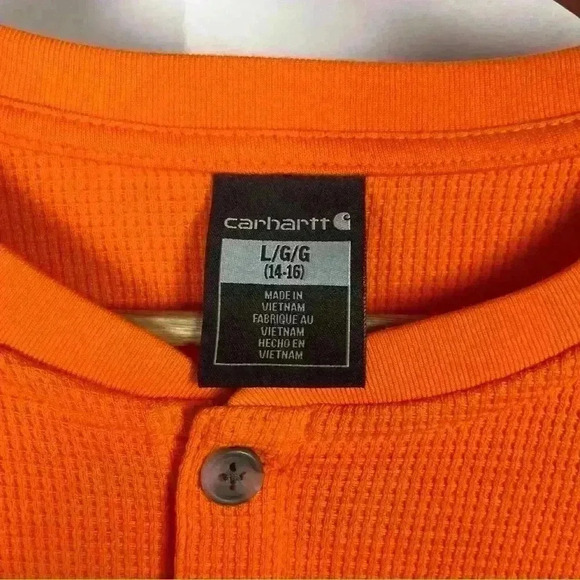 carhartt
L/G/G
(14-16)
MADE IN
VIETNAM
FABRIQUE AU
VIETNAM
HECHO EN
VIETNAM